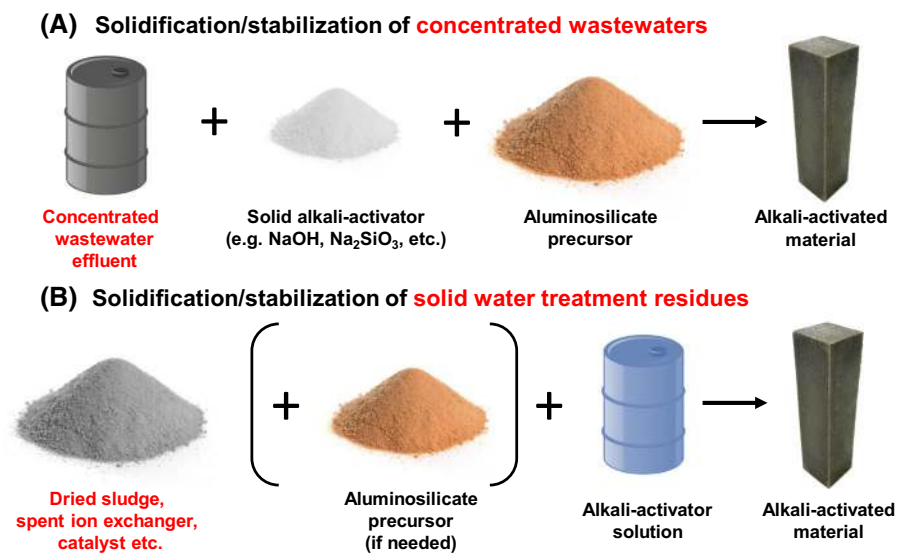 (A) Solidification/stabilization of concentrated wastewaters
+
+
Concentrated
wastewater
effluent
Solid alkali-activator
(e.g. NaOH, Na₂SiO₃, etc.)
Aluminosilicate
precursor
Alkali-activated
material
(B) Solidification/stabilization of solid water treatment residues
+
+
Dried sludge,
spent ion exchanger,
catalyst etc.
Aluminosilicate
precursor
(if needed)
Alkali-activator
solution
Alkali-activated
material